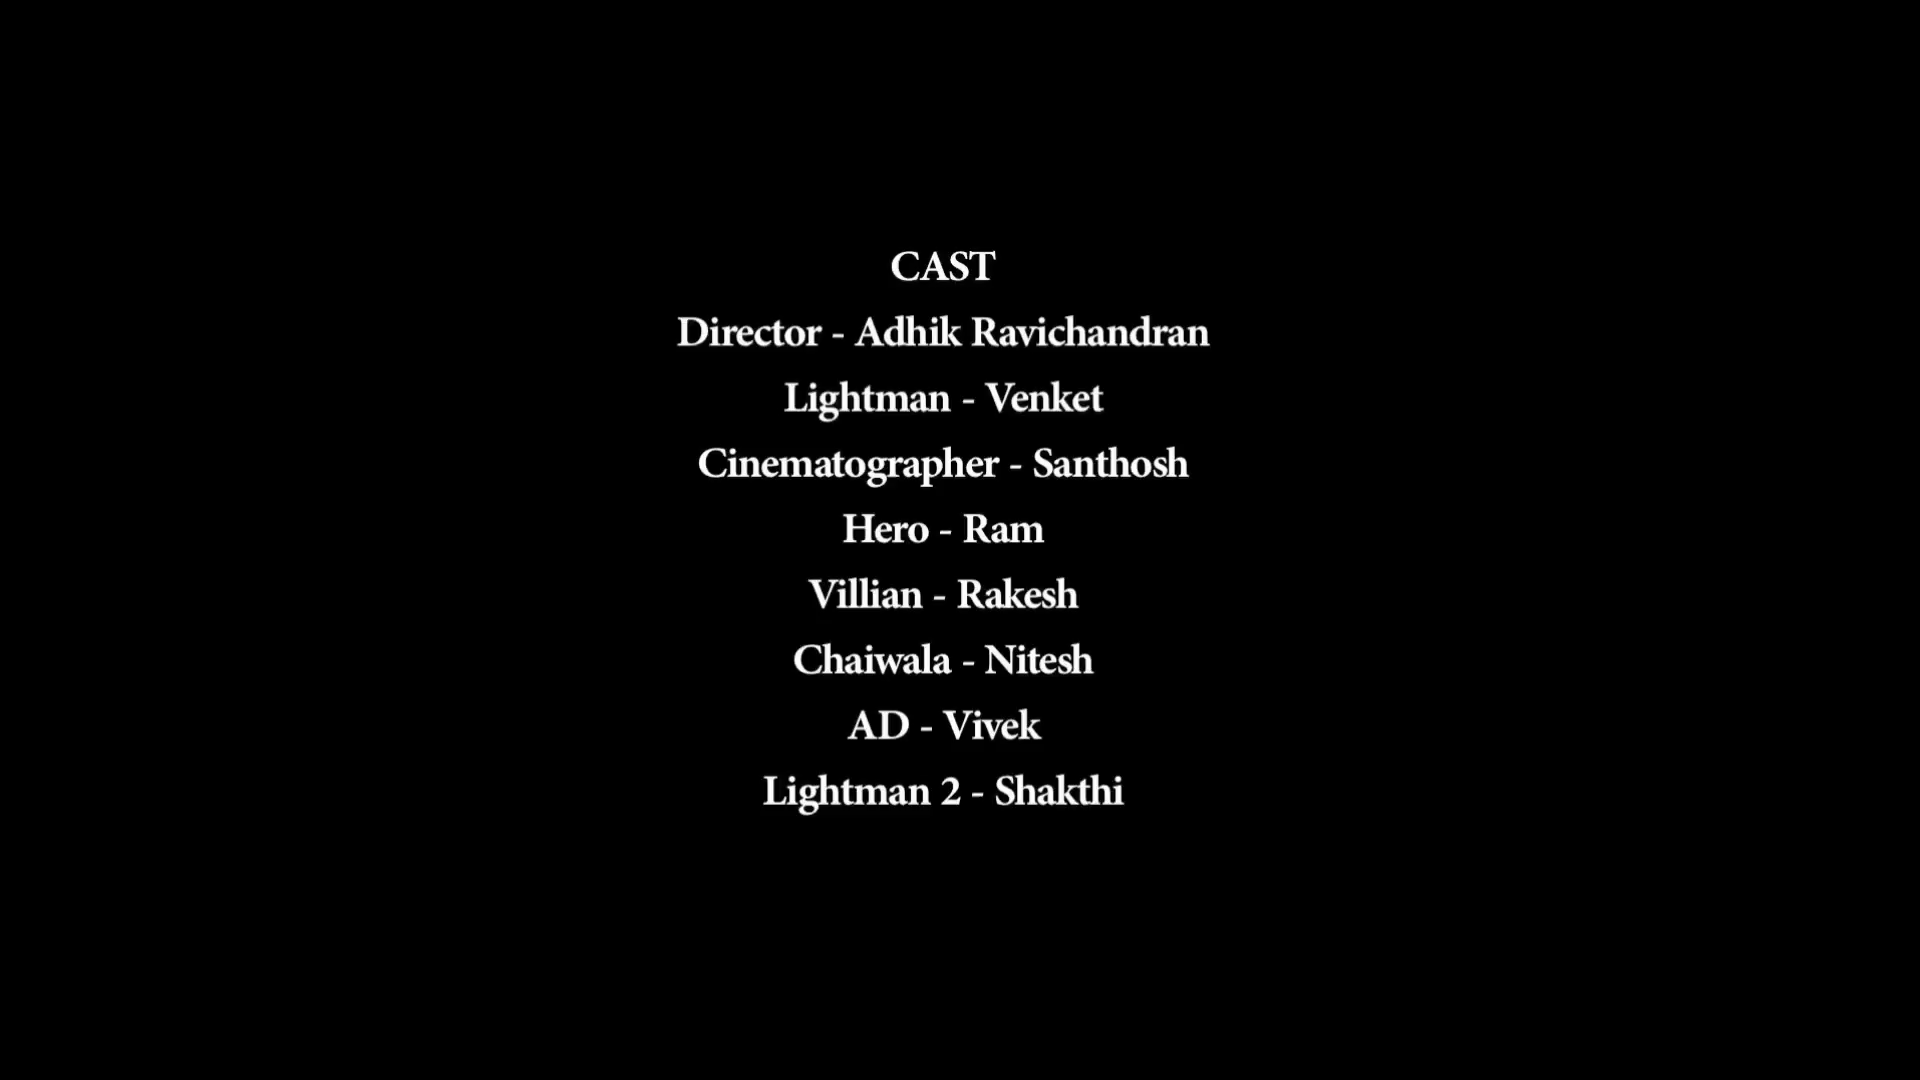 CAST
Director - Adhik Ravichandran
Lightman - Venket
Cinematographer - Santhosh
Hero - Ram
Villian - Rakesh
Chaiwala - Nitesh
AD - Vivek
Lightman 2 - Shakthi